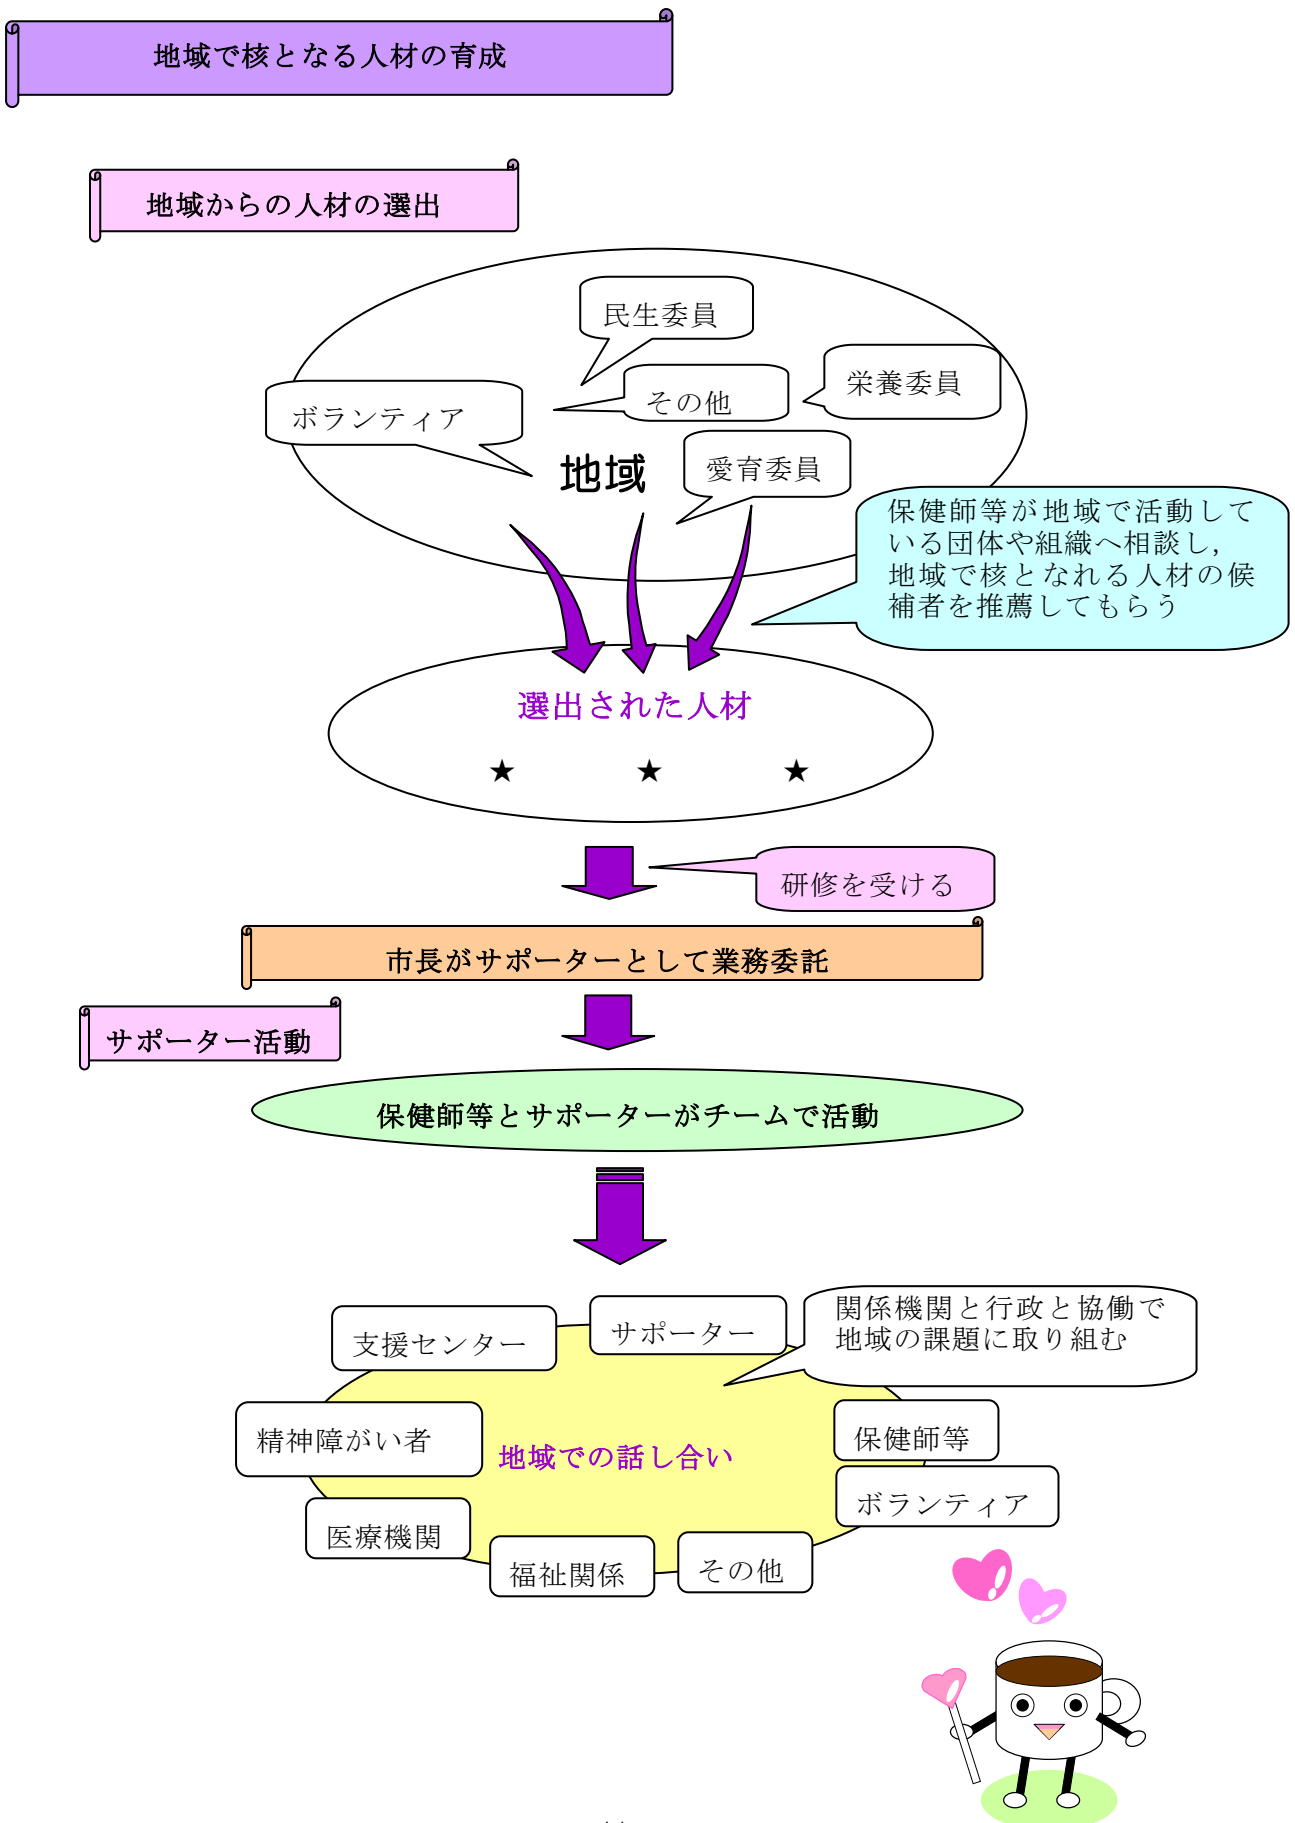 地域で核となる人材の育成
地域からの人材の選出
民生委員
その他
栄養委員
ボランティア
地域
愛育委員
保健師等が地域で活動して
いる団体や組織へ相談し,
地域で核となれる人材の候
補者を推薦してもらう
選出された人材
★ ★ ★
研修を受ける
市長がサポーターとして業務委託
サポーター活動
保健師等とサポーターがチームで活動
関係機関と行政と協働で
地域の課題に取り組む
サポーター
支援センター
精神障がい者
地域での話し合い
保健師等
ボランティア
医療機関
福祉関係
その他